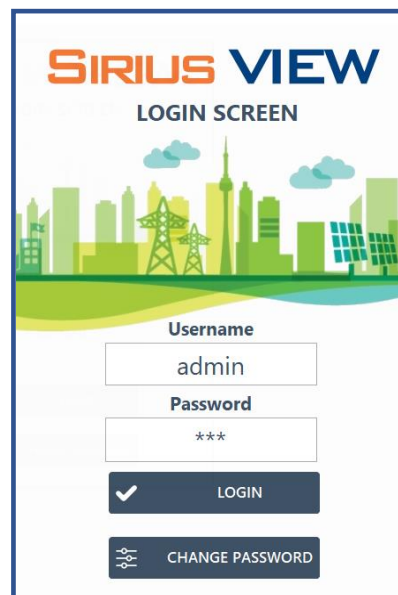 SIRIUS VIEW
LOGIN SCREEN
Username
admin
Password
***
LOGIN
CHANGE PASSWORD